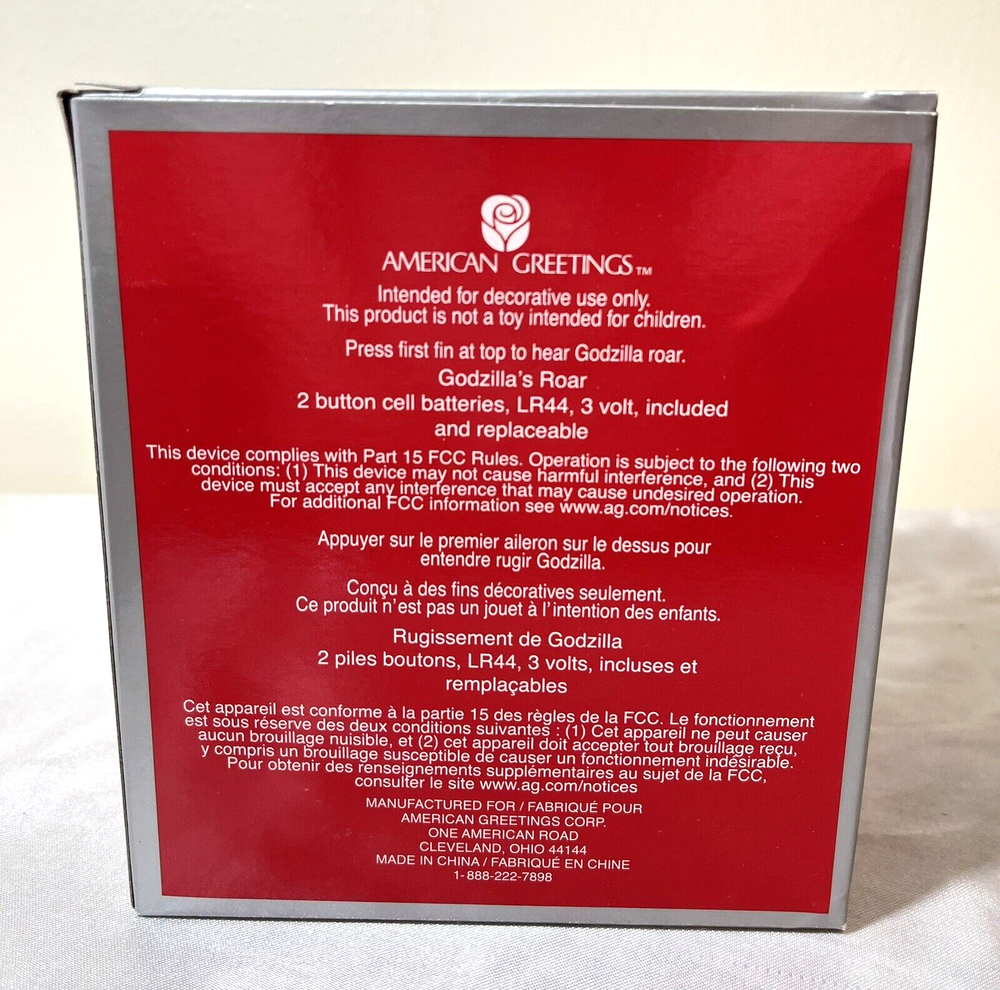 AMERICAN GREETINGS™
Intended for decorative use only.
This product is not a toy intended for children.
Press first fin at top to hear Godzilla roar.
Godzilla's Roar
2 button cell batteries, LR44, 3 volt, included
and replaceable
This device complies with Part 15 FCC Rules. Operation is subject to the following two
conditions: (1) This device may not cause harmful interference, and (2) This
device must accept any interference that may cause undesired operation.
For additional FCC information see www.ag.com/notices.
Appuyer sur le premier aileron sur le dessus pour
entendre rugir Godzilla.
Conçu à des fins décoratives seulement.
Ce produit n'est pas un jouet à l'intention des enfants.
Rugissement de Godzilla
2 piles boutons, LR44, 3 volts, incluses et
remplaçables
Cet appareil est conforme à la partie 15 des règles de la FCC. Le fonctionnement
est sous réserve des deux conditions suivantes : (1) Cet appareil ne peut causer
aucun brouillage nuisible, et (2) cet appareil doit accepter tout brouillage reçu,
y compris un brouillage susceptible de causer un fonctionnement indésirable.
Pour obtenir des renseignements supplémentaires au sujet de la FCC,
consulter le site www.ag.com/notices
MANUFACTURED FOR / FABRIQUÉ POUR
AMERICAN GREETINGS CORP.
ONE AMERICAN ROAD
CLEVELAND, OHIO 44144
MADE IN CHINA / FABRIQUÉ EN CHINE
1-888-222-7898